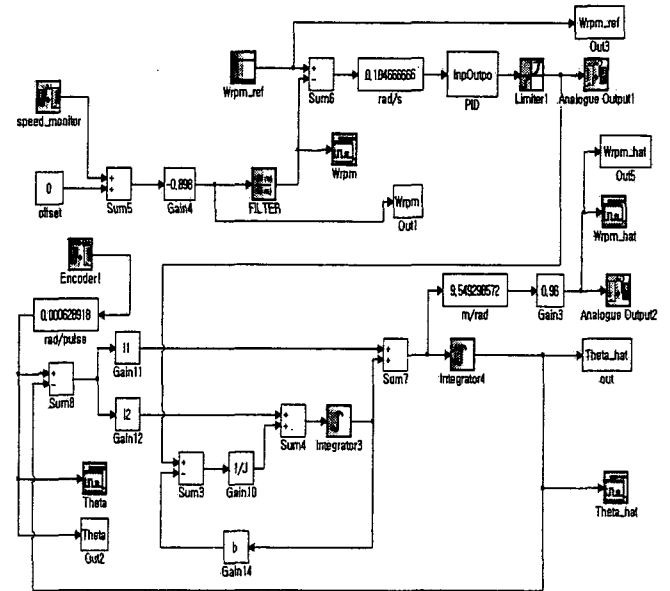 Wrpm_ref
Out3
Wrpm_ref
Sum6
0,104666666
rad/s
InpOutpo
PID
Limiter1
Analogue Output1
speed_monitor
0
offset
Sum5
-0,898
Gain4
FILTER
Wrpm
Wrpm
Out1
Wrpm_hat
Out5
Wrpm_hat
Encoder1
0,000628918
rad/pulse
9,549296572
m/rad
0,96
Gain3
Analogue Output2
Sum8
l1
Gain11
l2
Gain12
Sum7
Integrator4
Theta_hat
out
Sum4
Integrator3
Sum3
1/J
Gain10
Theta
Theta
Out2
b
Gain14
Theta_hat